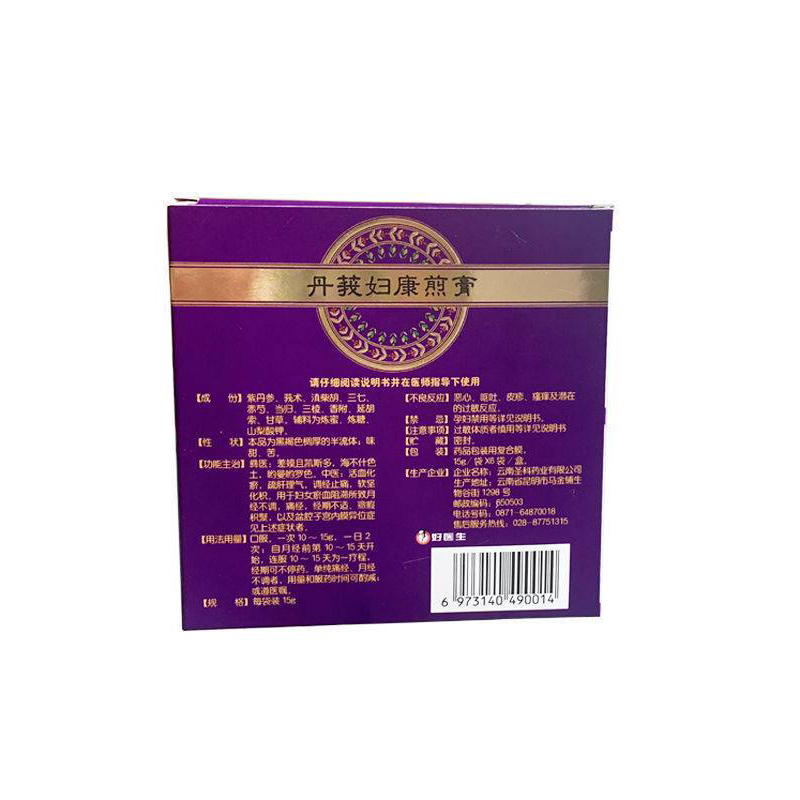 丹莪妇康煎膏
请仔细阅读说明书并在医师指导下使用
【成 份】紫丹参、莪术、滇柴胡、三七、
赤芍、当归、三棱、香附、延胡
索、甘草。辅料为炼蜜、炼糖、
山梨酸钾。
【性 状】本品为黑褐色稠厚的半流体；味
甜、苦。
【功能主治】彝医：差嫫且凯斯多，海不什色
土，哟曼的罗色。中医：活血化
瘀，疏肝理气，调经止痛，软坚
化积。用于妇女瘀血阻滞所致月
经不调，痛经，经期不适，癥瘕
积聚，以及盆腔子宫内膜异位症
见上述症状者。
【用法用量】口服，一次10～15g，一日2
次；自月经前第10～15天开
始，连服10～15天为一疗程，
经期可不停药。单纯痛经、月经
不调者，用量和服药时间可酌减；
或遵医嘱。
【规 格】每袋装15g
【不良反应】恶心、呕吐、皮疹、瘙痒及潜在
的过敏反应。
【禁 忌】孕妇禁用等详见说明书。
【注意事项】过敏体质者慎用等详见说明书
【贮 藏】密封。
【包 装】药品包装用复合膜，
15g/袋 X6袋/盒。
【生产企业】企业名称：云南圣科药业有限公司
生产地址：云南省昆明市马金铺生
物谷街1298号
邮政编码：650503
电话号码：0871-64870018
售后服务热线：028-87751315
好医生
6 973140 490014